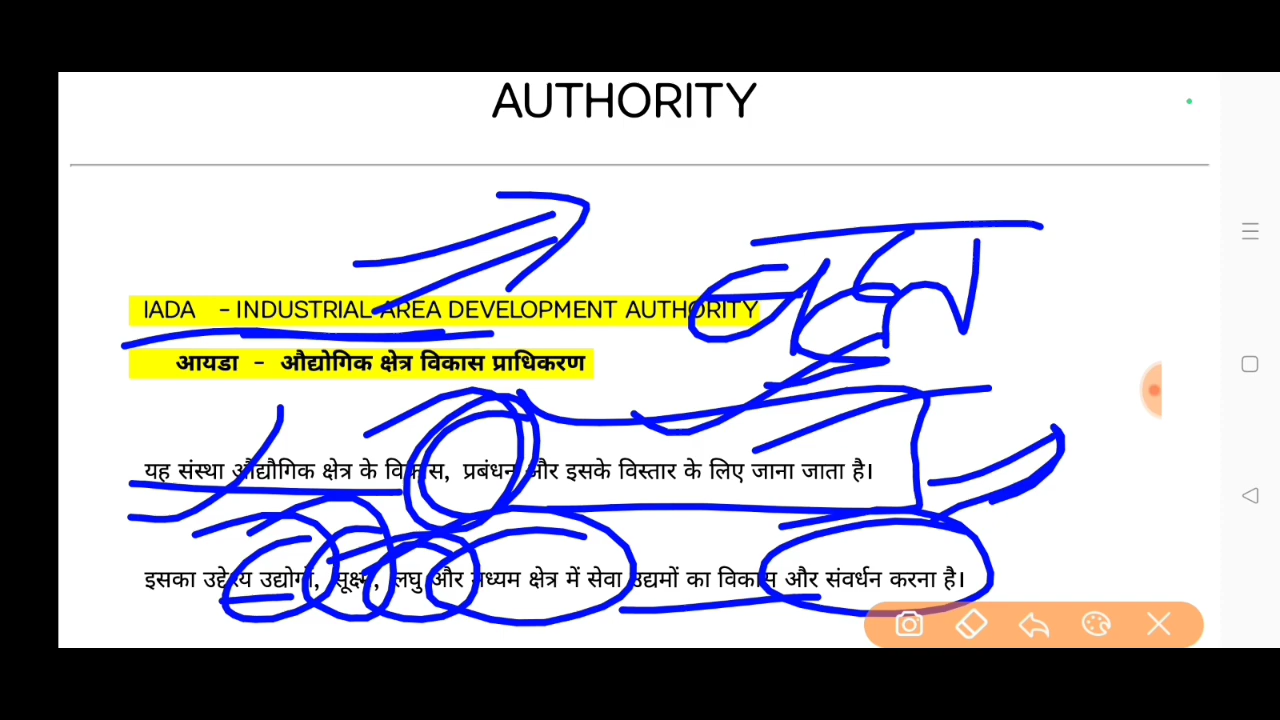 AUTHORITY
IADA - INDUSTRIAL AREA DEVELOPMENT AUTHORITY
आयडा - औद्योगिक क्षेत्र विकास प्राधिकरण
यह संस्था औद्योगिक क्षेत्र के विकास, प्रबंधन और इसके विस्तार के लिए जाना जाता है।
इसका उद्देश्य उद्योगों, सूक्ष्म, लघु और मध्यम क्षेत्र में सेवा उद्यमों का विकास और संवर्धन करना है।